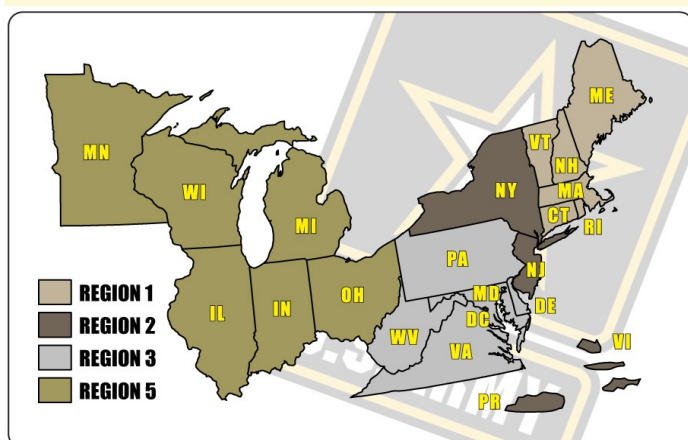 ME
VT
NH
MN
MA
NY
WI
CT
RI
MI
PA
NJ
REGION 1
MD
OH
DE
REGION 2
IN
IL
DC
WV
VI
REGION 3
VA
REGION 5
PR
U.S. ARMY